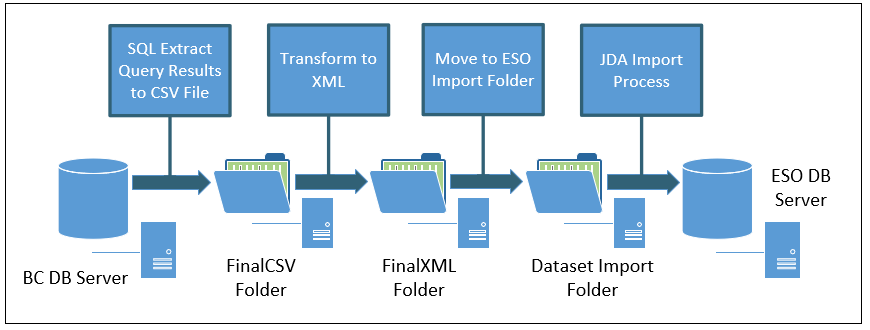 SQL Extract
Query Results
to CSV File
Transform to
XML
Move to ESO
Import Folder
JDA Import
Process
BC DB Server
FinalCSV
Folder
FinalXML
Folder
Dataset Import
Folder
ESO DB
Server